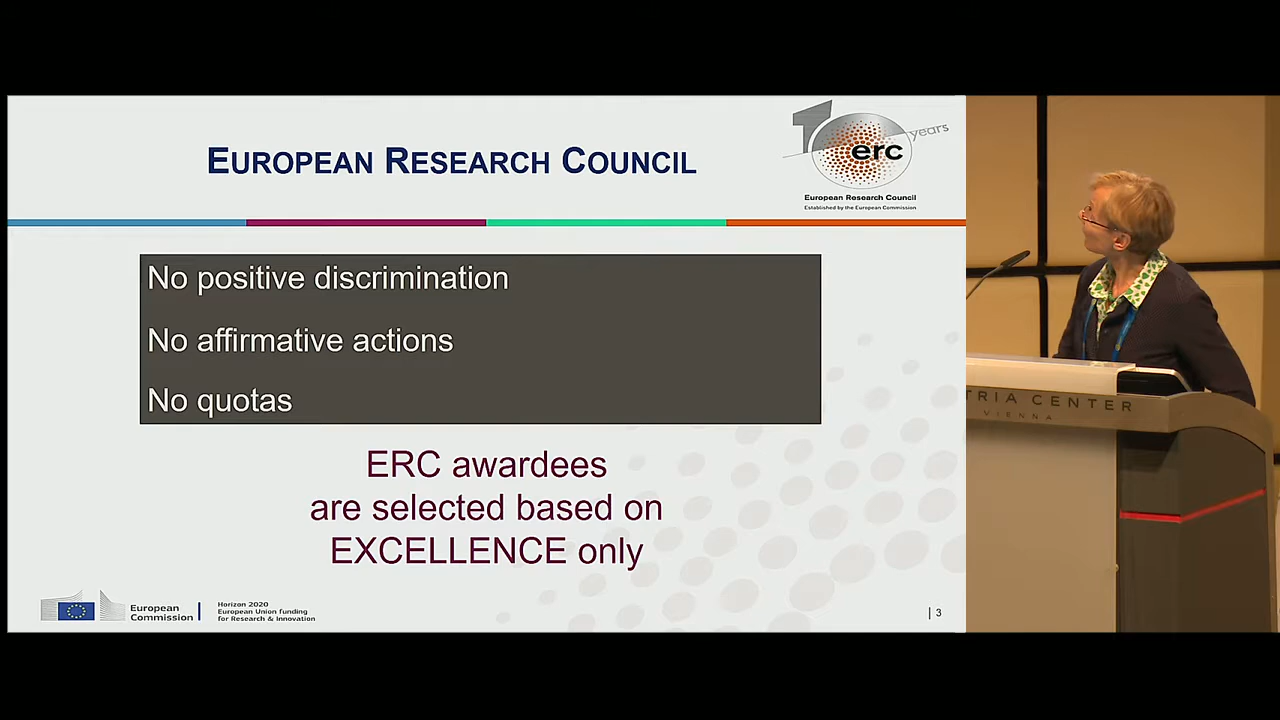 EUROPEAN RESEARCH COUNCIL
10 years
erc
European Research Council
Established by the European Commission
No positive discrimination
No affirmative actions
No quotas
ERC awardees
are selected based on
EXCELLENCE only
European
Commission
Horizon 2020
European Union funding
for Research & Innovation
| 3
TRIA CENTER
VIENNA